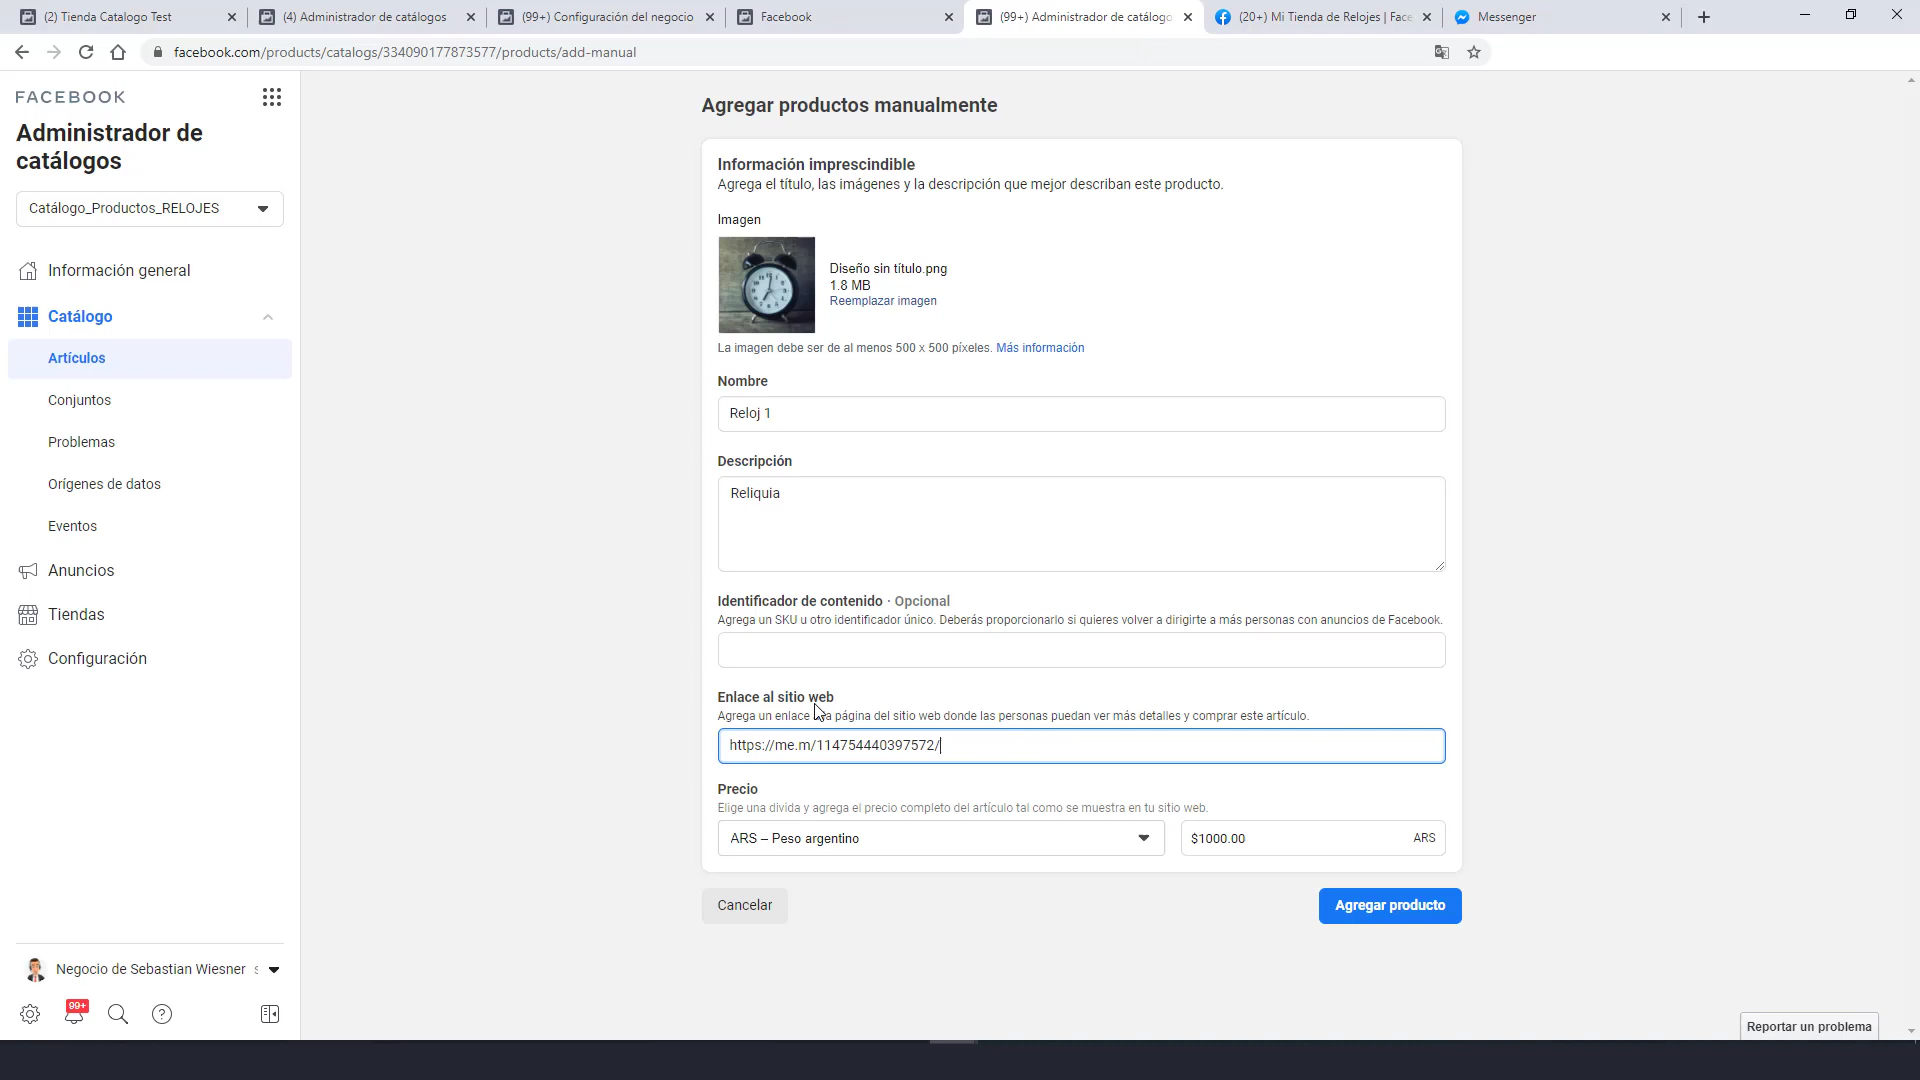 (2) Tienda Catalogo Test
(4) Administrador de catálogos
(99+) Configuración del negocio
Facebook
(99+) Administrador de catálogo
(20+) Mi Tienda de Relojes | Face
Messenger
facebook.com/products/catalogs/334090177873577/products/add-manual
FACEBOOK
Administrador de
catálogos
Catálogo_Productos_RELOJES
Información general
Catálogo
Artículos
Conjuntos
Problemas
Orígenes de datos
Eventos
Anuncios
Tiendas
Configuración
Negocio de Sebastian Wiesner s
99+
Agregar productos manualmente
Información imprescindible
Agrega el título, las imágenes y la descripción que mejor describan este producto.
Imagen
Diseño sin título.png
1.8 MB
Reemplazar imagen
La imagen debe ser de al menos 500 x 500 píxeles. Más información
Nombre
Reloj 1
Descripción
Reliquia
Identificador de contenido · Opcional
Agrega un SKU u otro identificador único. Deberás proporcionarlo si quieres volver a dirigirte a más personas con anuncios de Facebook.
Enlace al sitio web
Agrega un enlace a página del sitio web donde las personas puedan ver más detalles y comprar este artículo.
https://me.m/114754440397572/
Precio
Elige una divida y agrega el precio completo del artículo tal como se muestra en tu sitio web.
ARS – Peso argentino
$1000.00 ARS
Cancelar
Agregar producto
Reportar un problema